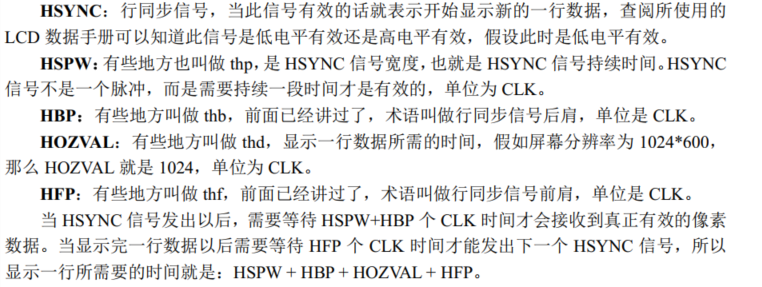 HSYNC：行同步信号，当此信号有效的话就表示开始显示新的一行数据，查阅所使用的
LCD 数据手册可以知道此信号是低电平有效还是高电平有效，假设此时是低电平有效。
HSPW：有些地方也叫做 thp，是 HSYNC 信号宽度，也就是 HSYNC 信号持续时间。HSYNC
信号不是一个脉冲，而是需要持续一段时间才是有效的，单位为 CLK。
HBP：有些地方叫做 thb，前面已经讲过了，术语叫做行同步信号后肩，单位是 CLK。
HOZVAL：有些地方叫做 thd，显示一行数据所需的时间，假如屏幕分辨率为 1024*600，
那么 HOZVAL 就是 1024，单位为 CLK。
HFP：有些地方叫做 thf，前面已经讲过了，术语叫做行同步信号前肩，单位是 CLK。
当 HSYNC 信号发出以后，需要等待 HSPW+HBP 个 CLK 时间才会接收到真正有效的像素
数据。当显示完一行数据以后需要等待 HFP 个 CLK 时间才能发出下一个 HSYNC 信号，所以
显示一行所需要的时间就是：HSPW + HBP + HOZVAL + HFP。